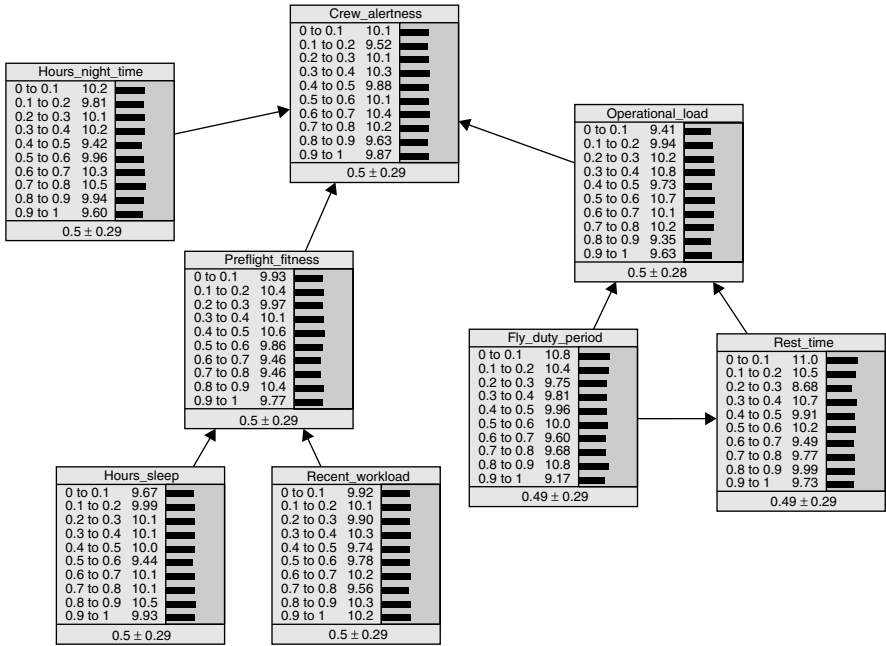 Crew_alertness
0 to 0.1 10.1
0.1 to 0.2 9.52
0.2 to 0.3 10.1
0.3 to 0.4 10.3
0.4 to 0.5 9.88
0.5 to 0.6 10.1
0.6 to 0.7 10.4
0.7 to 0.8 10.2
0.8 to 0.9 9.63
0.9 to 1 9.87
0.5 ± 0.29
Hours_night_time
0 to 0.1 10.2
0.1 to 0.2 9.81
0.2 to 0.3 10.1
0.3 to 0.4 10.2
0.4 to 0.5 9.42
0.5 to 0.6 9.96
0.6 to 0.7 10.3
0.7 to 0.8 10.5
0.8 to 0.9 9.94
0.9 to 1 9.60
0.5 ± 0.29
Operational_load
0 to 0.1 9.41
0.1 to 0.2 9.94
0.2 to 0.3 10.2
0.3 to 0.4 10.8
0.4 to 0.5 9.73
0.5 to 0.6 10.7
0.6 to 0.7 10.1
0.7 to 0.8 10.2
0.8 to 0.9 9.35
0.9 to 1 9.63
0.5 ± 0.28
Preflight_fitness
0 to 0.1 9.93
0.1 to 0.2 10.4
0.2 to 0.3 9.97
0.3 to 0.4 10.1
0.4 to 0.5 10.6
0.5 to 0.6 9.86
0.6 to 0.7 9.46
0.7 to 0.8 9.46
0.8 to 0.9 10.4
0.9 to 1 9.77
0.5 ± 0.29
Fly_duty_period
0 to 0.1 10.8
0.1 to 0.2 10.4
0.2 to 0.3 9.75
0.3 to 0.4 9.81
0.4 to 0.5 9.96
0.5 to 0.6 10.0
0.6 to 0.7 9.60
0.7 to 0.8 9.68
0.8 to 0.9 10.8
0.9 to 1 9.17
0.49 ± 0.29
Rest_time
0 to 0.1 11.0
0.1 to 0.2 10.5
0.2 to 0.3 8.68
0.3 to 0.4 10.7
0.4 to 0.5 9.91
0.5 to 0.6 10.2
0.6 to 0.7 9.49
0.7 to 0.8 9.77
0.8 to 0.9 9.99
0.9 to 1 9.73
0.49 ± 0.29
Hours_sleep
0 to 0.1 9.67
0.1 to 0.2 9.99
0.2 to 0.3 10.1
0.3 to 0.4 10.1
0.4 to 0.5 10.0
0.5 to 0.6 9.44
0.6 to 0.7 10.1
0.7 to 0.8 10.1
0.8 to 0.9 10.5
0.9 to 1 9.93
0.5 ± 0.29
Recent_workload
0 to 0.1 9.92
0.1 to 0.2 10.1
0.2 to 0.3 9.90
0.3 to 0.4 10.3
0.4 to 0.5 9.74
0.5 to 0.6 9.78
0.6 to 0.7 10.2
0.7 to 0.8 9.56
0.8 to 0.9 10.3
0.9 to 1 10.2
0.5 ± 0.29